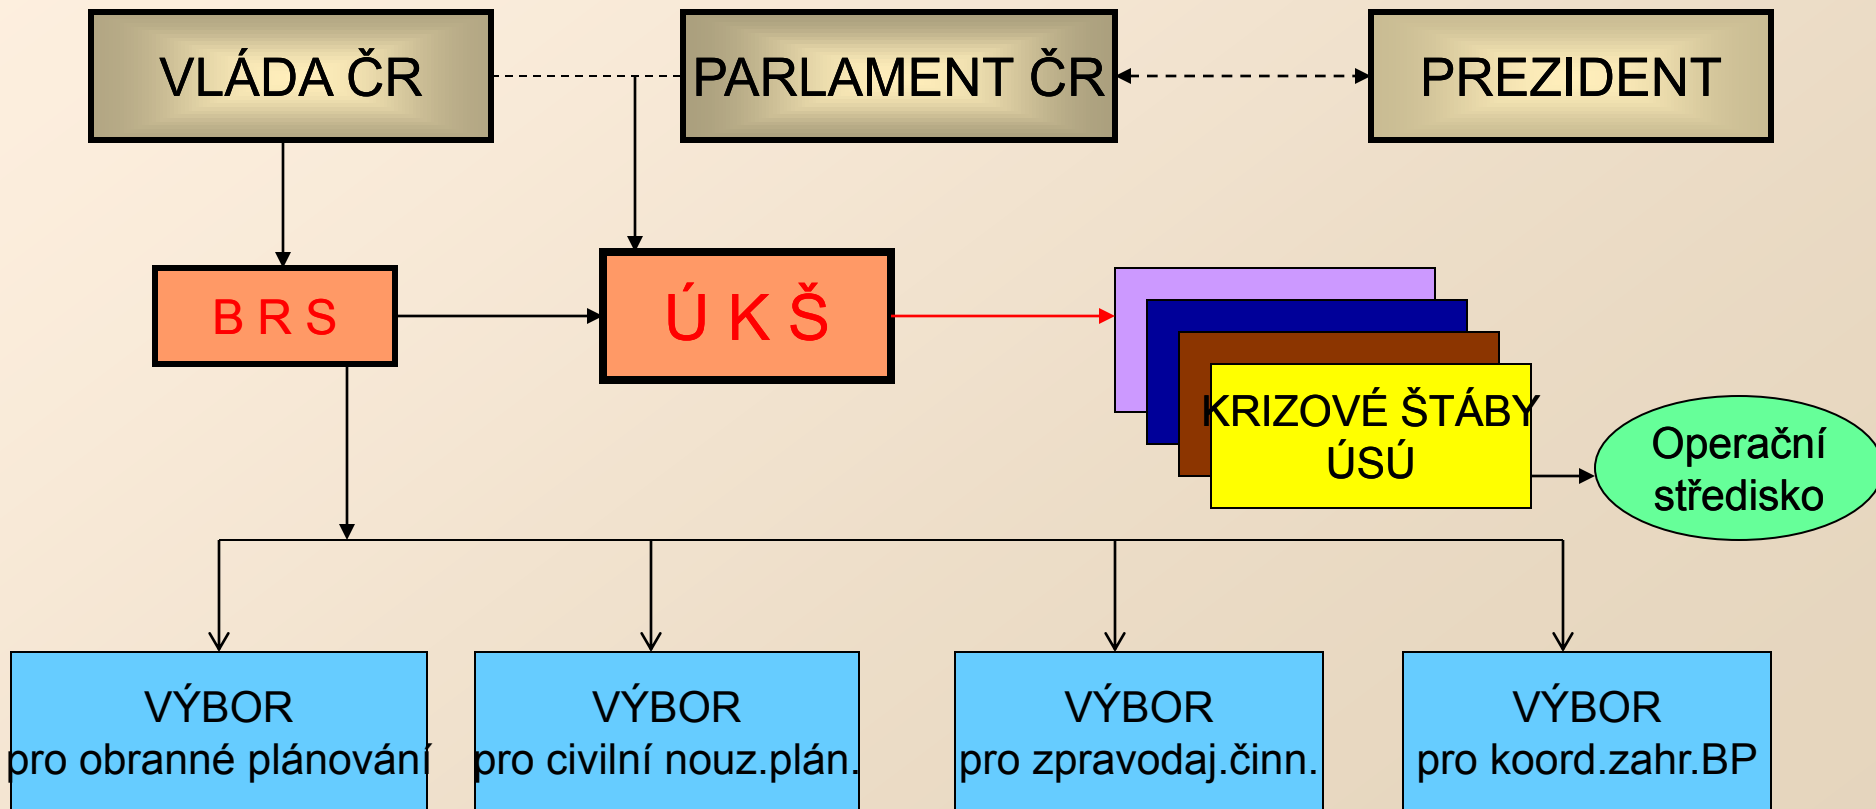 VLÁDA ČR
PARLAMENT ČR
PREZIDENT
B R S
Ú K Š
KRIZOVÉ ŠTÁBY
ÚSÚ
Operační
středisko
VÝBOR
pro obranné plánování
VÝBOR
pro civilní nouz.plán.
VÝBOR
pro zpravodaj.činn.
VÝBOR
pro koord.zahr.BP